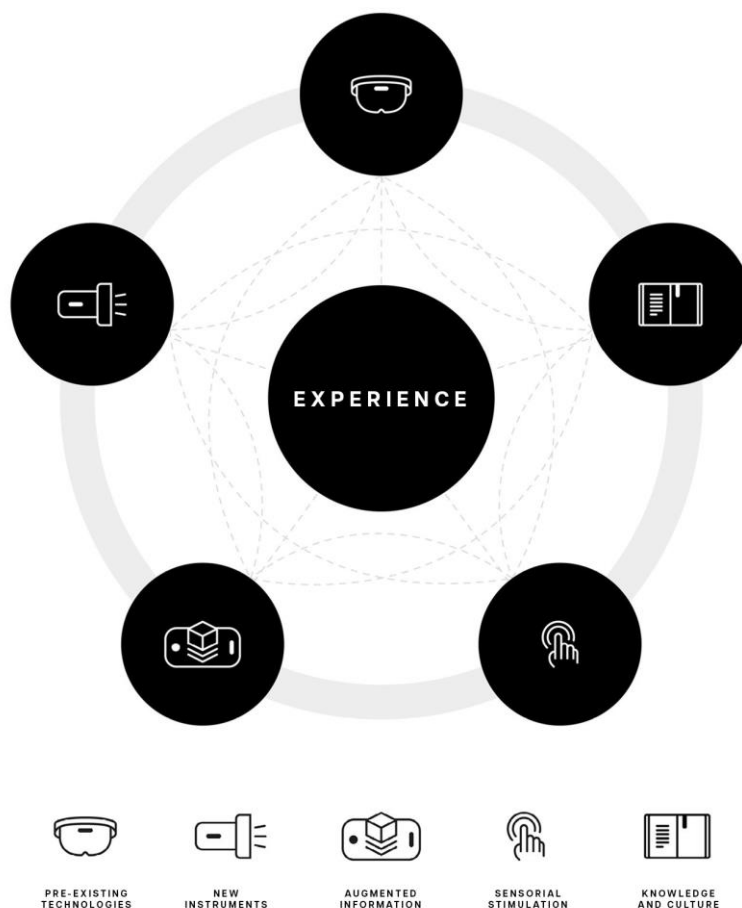 EXPERIENCE
PRE-EXISTING
TECHNOLOGIES
NEW
INSTRUMENTS
AUGMENTED
INFORMATION
SENSORIAL
STIMULATION
KNOWLEDGE
AND CULTURE